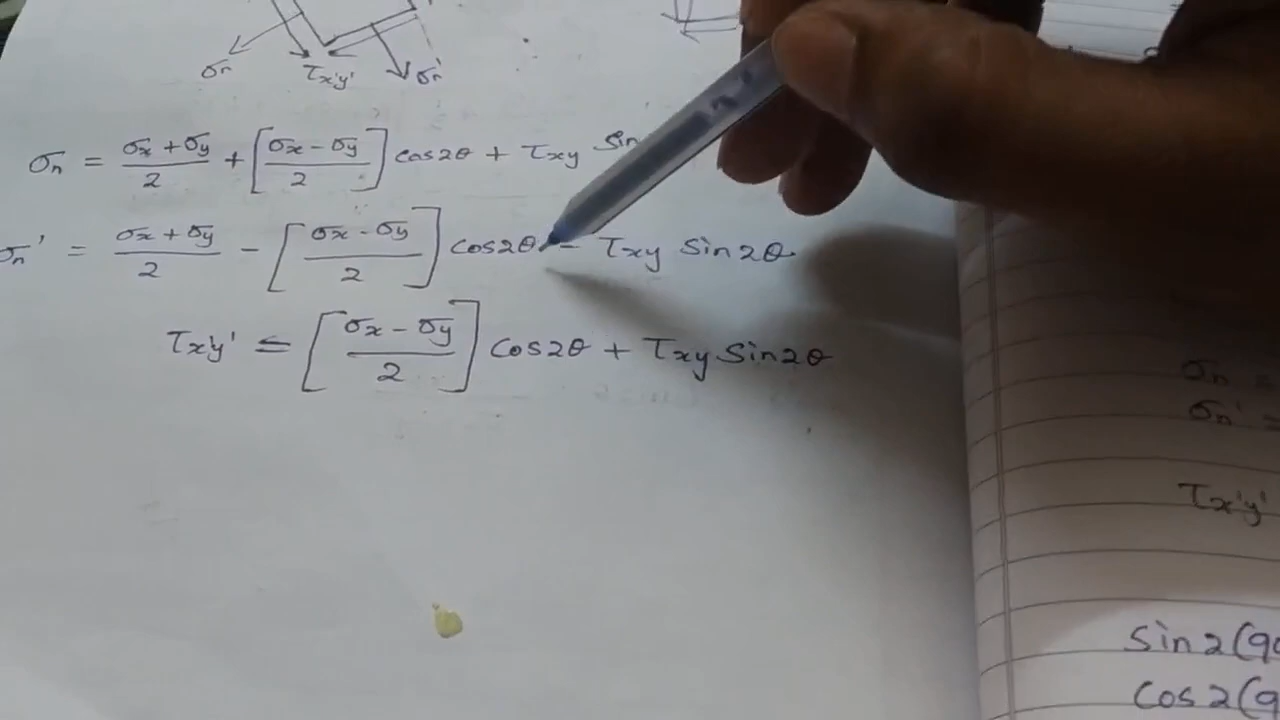 σn τx'y' σn'
σn = σx + σy / 2 + [σx - σy / 2] cos2θ + τxy sin
σn' = σx + σy / 2 - [σx - σy / 2] cos2θ - τxy sin2θ
τx'y' = [σx - σy / 2] cos2θ + τxy sin2θ
σn =
σn' =
τx'y'
sin2(90
cos2(9